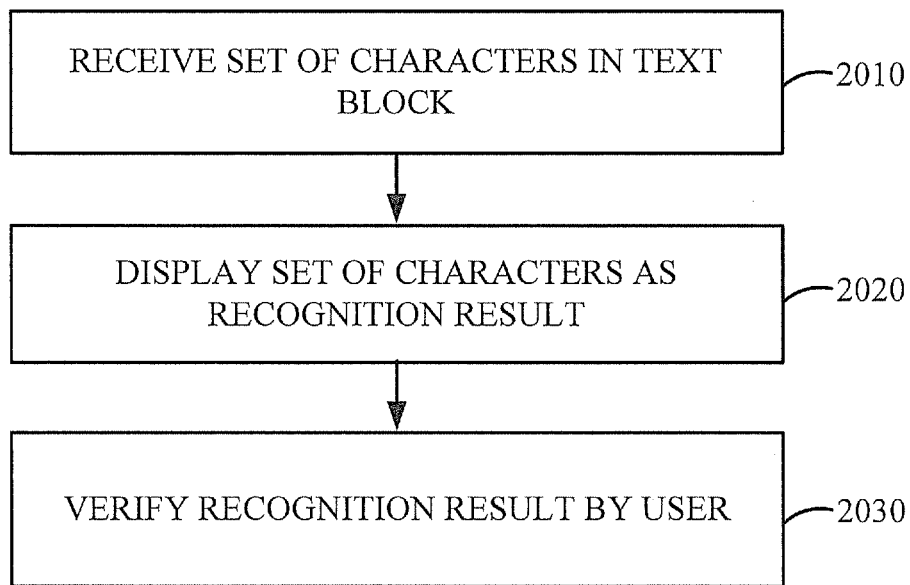 RECEIVE SET OF CHARACTERS IN TEXT
BLOCK
2010
DISPLAY SET OF CHARACTERS AS
RECOGNITION RESULT
2020
VERIFY RECOGNITION RESULT BY USER
2030